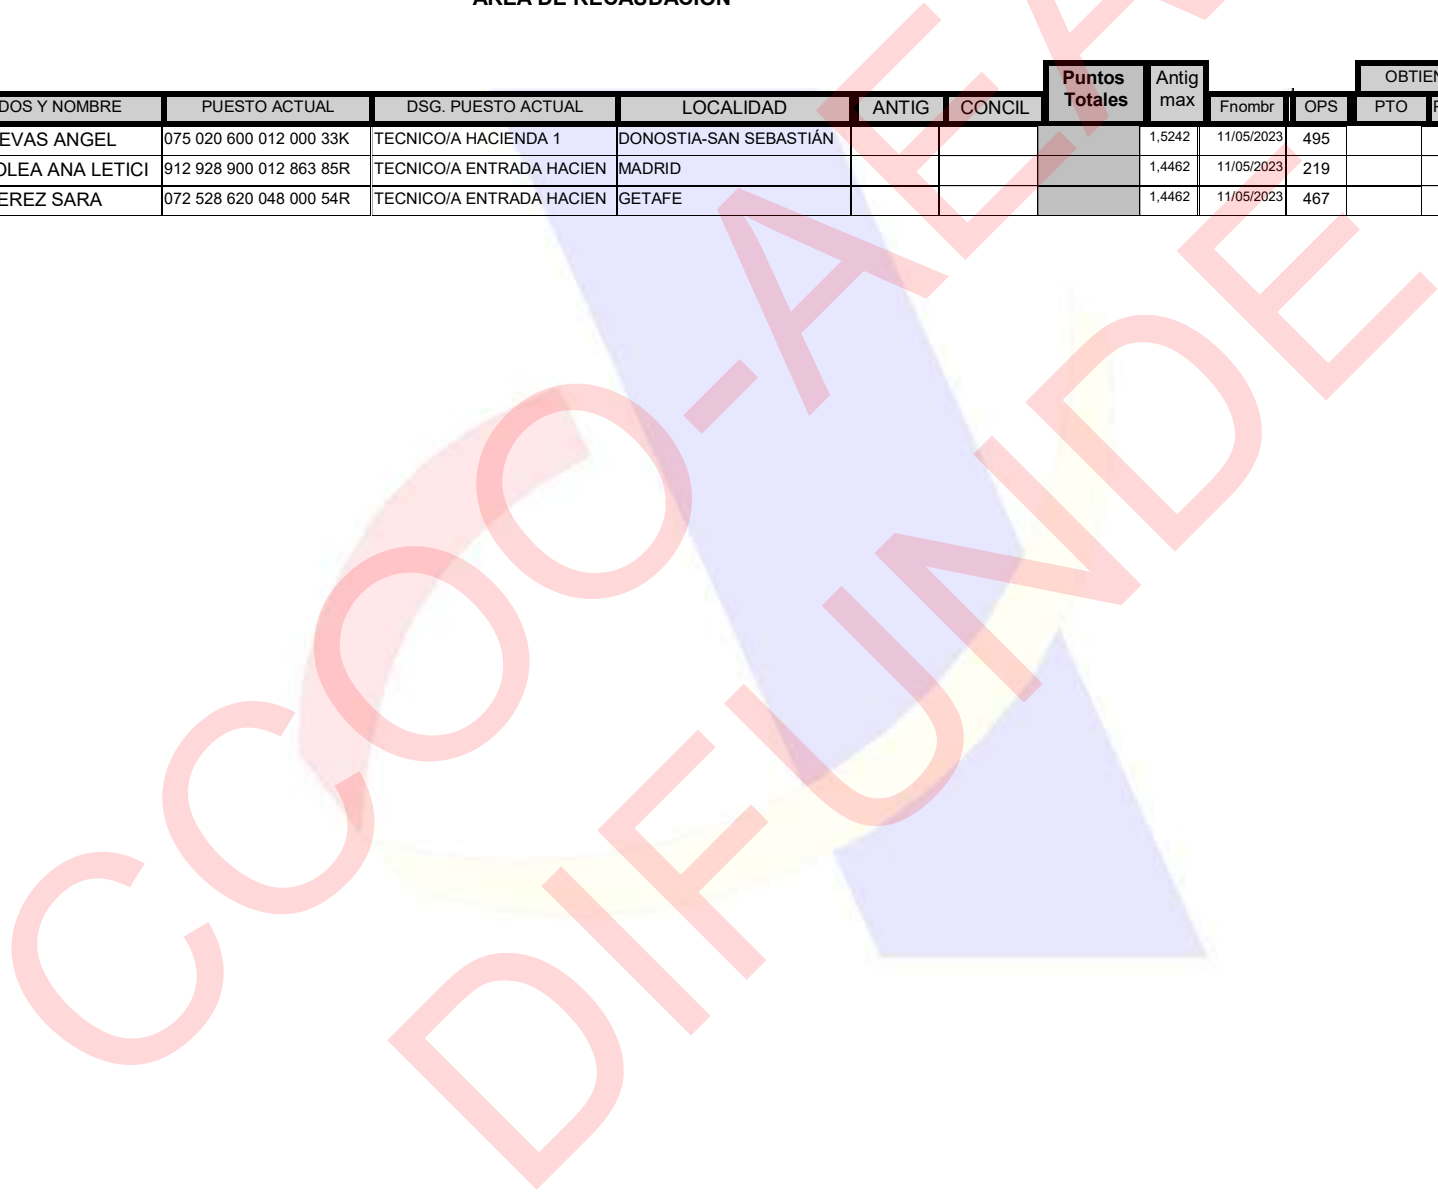 AREA DE RECAUDACION
Puntos Totales Antig max OBTIEN
DOS Y NOMBRE PUESTO ACTUAL DSG. PUESTO ACTUAL LOCALIDAD ANTIG CONCIL Fnombr OPS PTO
EVAS ANGEL 075 020 600 012 000 33K TECNICO/A HACIENDA 1 DONOSTIA-SAN SEBASTIÁN 1,5242 11/05/2023 495
OLEA ANA LETICI 912 928 900 012 863 85R TECNICO/A ENTRADA HACIEN MADRID 1,4462 11/05/2023 219
EREZ SARA 072 528 620 048 000 54R TECNICO/A ENTRADA HACIEN GETAFE 1,4462 11/05/2023 467
CCOO-AEA
DIFUNDE